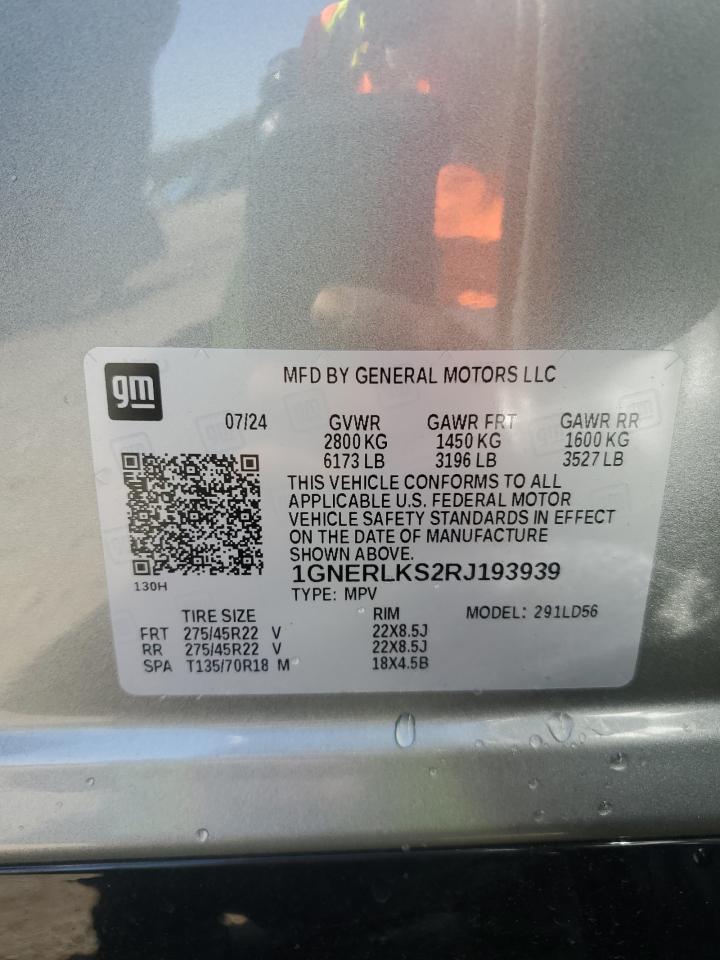 gm
MFD BY GENERAL MOTORS LLC
07/24 GVWR GAWR FRT GAWR RR
2800 KG 1450 KG 1600 KG
6173 LB 3196 LB 3527 LB
THIS VEHICLE CONFORMS TO ALL
APPLICABLE U.S. FEDERAL MOTOR
VEHICLE SAFETY STANDARDS IN EFFECT
ON THE DATE OF MANUFACTURE
SHOWN ABOVE.
130H
1GNERLKS2RJ193939
TYPE: MPV
TIRE SIZE RIM MODEL: 291LD56
FRT 275/45R22 V 22X8.5J
RR 275/45R22 V 22X8.5J
SPA T135/70R18 M 18X4.5B